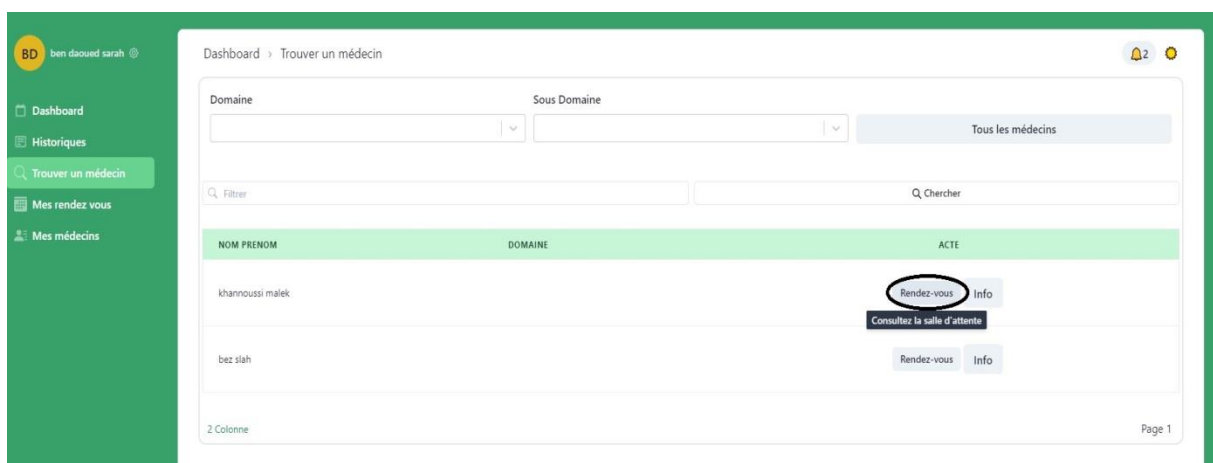 BD ben daoued sarah
Dashboard
Historiques
Trouver un médecin
Mes rendez vous
Mes médecins
Dashboard > Trouver un médecin
2
Domaine Sous Domaine
Tous les médecins
Filtrer Chercher
NOM PRENOM DOMAINE ACTE
khannoussi malek Rendez-vous Info
Consultez la salle d'attente
bez slah Rendez-vous Info
2 Colonne Page 1